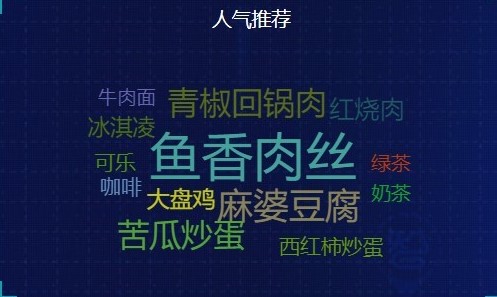 人气推荐
牛肉面
青椒回锅肉
红烧肉
冰淇凌
鱼香肉丝
可乐
绿茶
咖啡
大盘鸡
麻婆豆腐
奶茶
苦瓜炒蛋
西红柿炒蛋